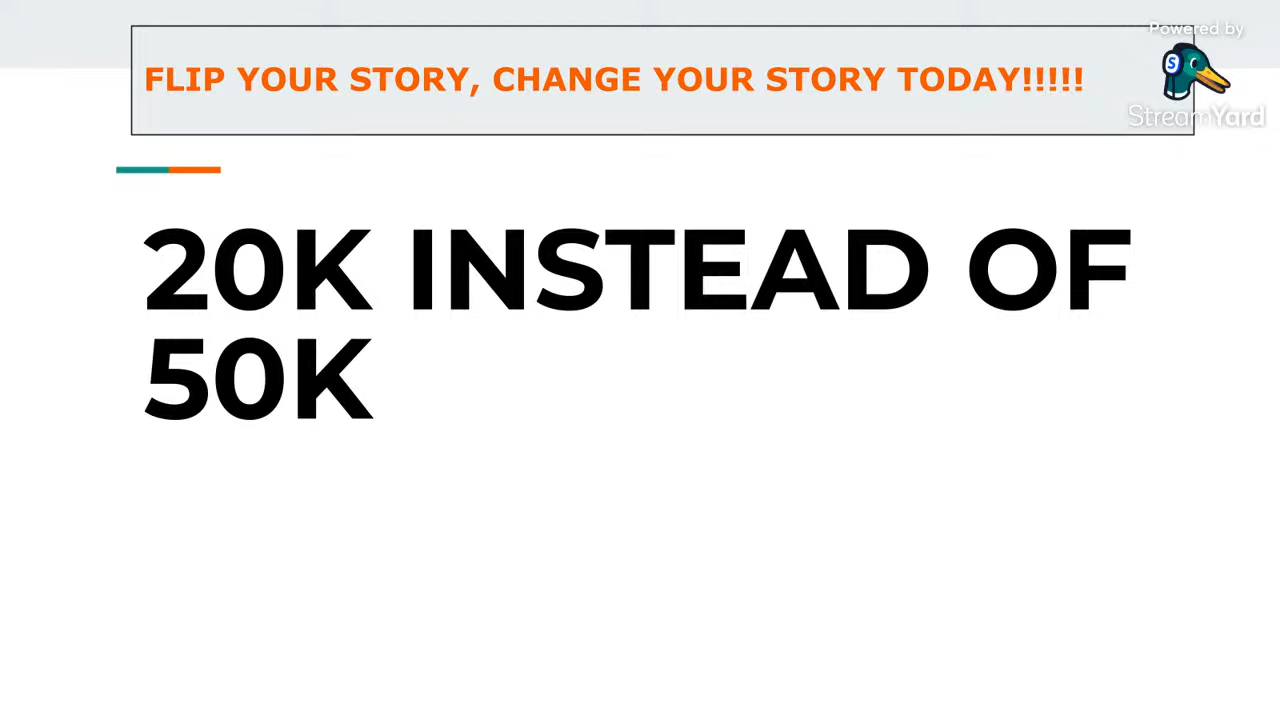 Powered by
FLIP YOUR STORY, CHANGE YOUR STORY TODAY!!!!!
S
StreamYard
20K INSTEAD OF
50K